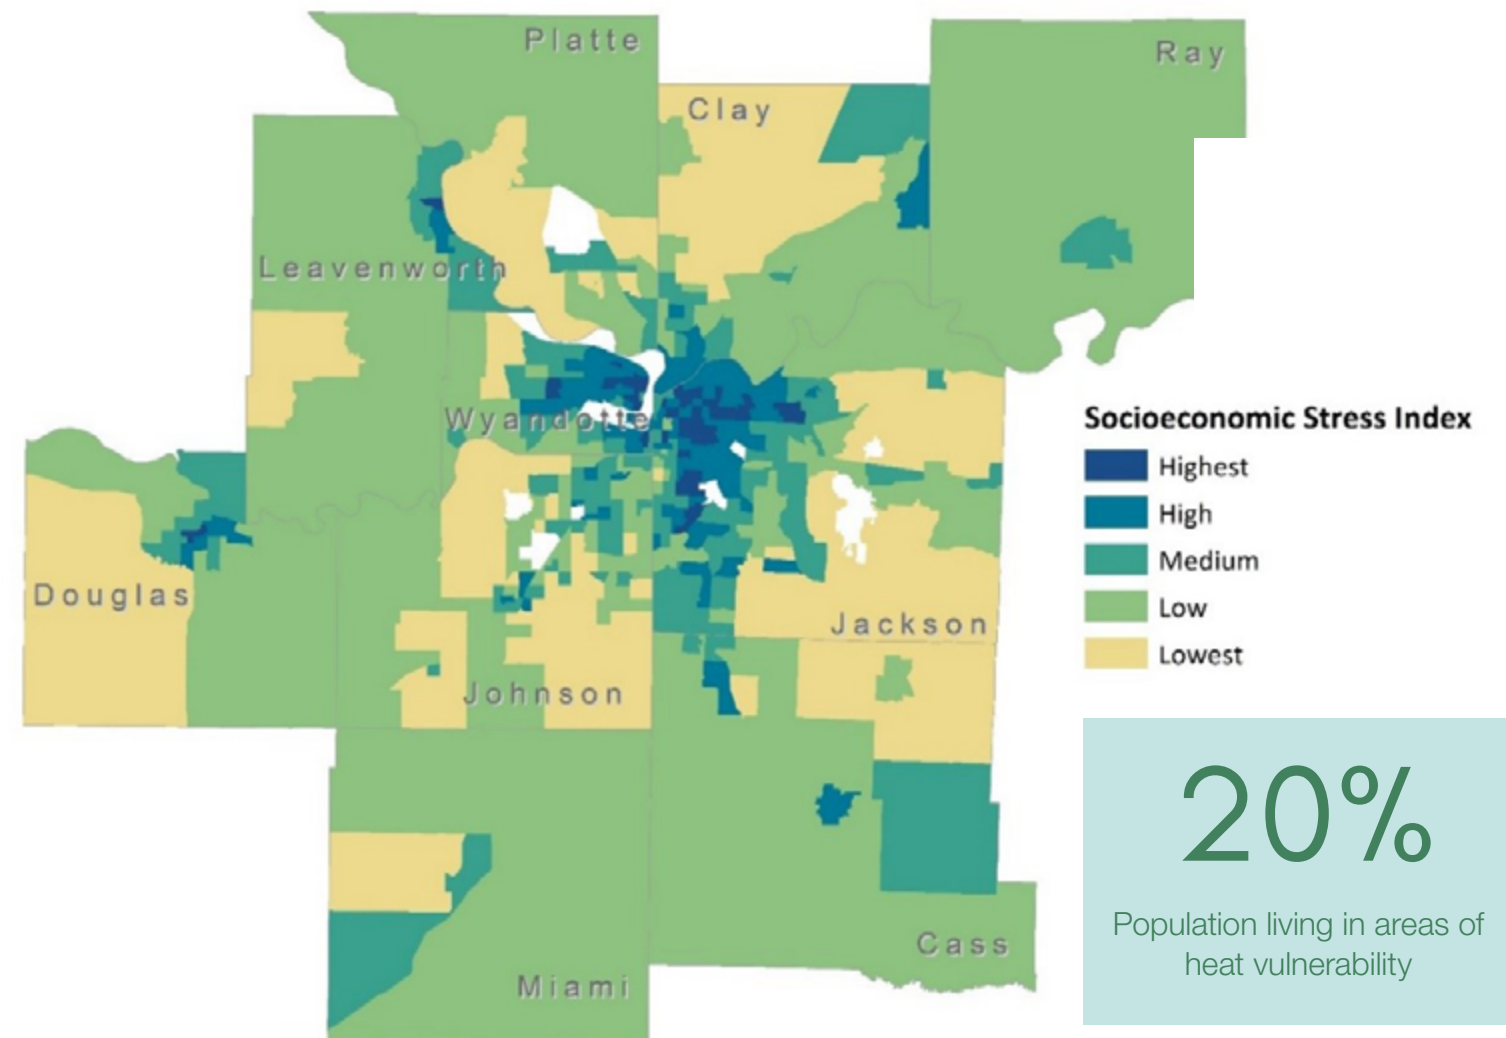 Platte
Ray
Clay
Leavenworth
Wyandotte
Douglas
Jackson
Johnson
Cass
Miami
Socioeconomic Stress Index
Highest
High
Medium
Low
Lowest
20%
Population living in areas of
heat vulnerability